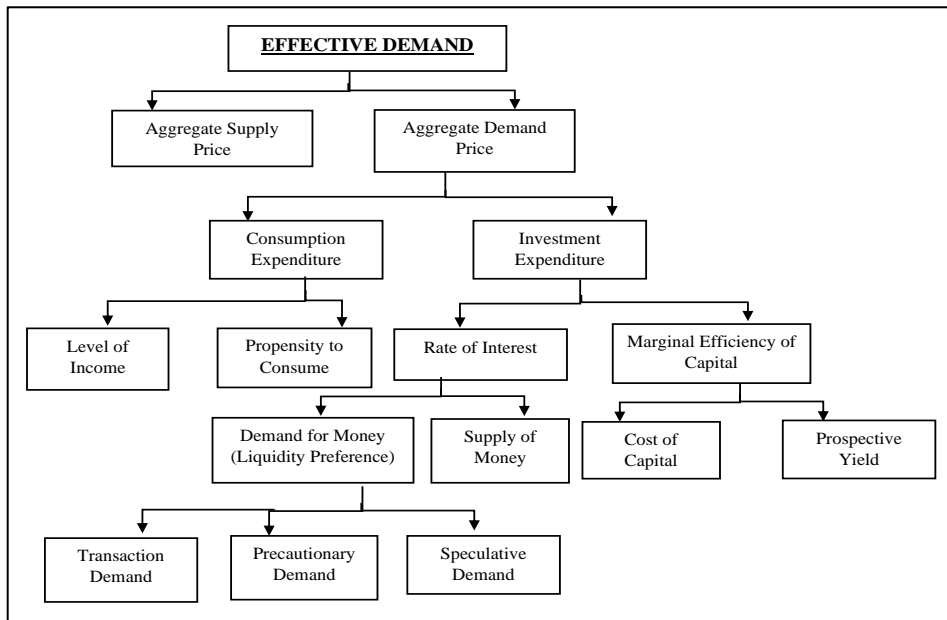 EFFECTIVE DEMAND
Aggregate Supply
Price
Aggregate Demand
Price
Consumption
Expenditure
Investment
Expenditure
Level of
Income
Propensity to
Consume
Rate of Interest
Marginal Efficiency of
Capital
Demand for Money
(Liquidity Preference)
Supply of
Money
Cost of
Capital
Prospective
Yield
Transaction
Demand
Precautionary
Demand
Speculative
Demand